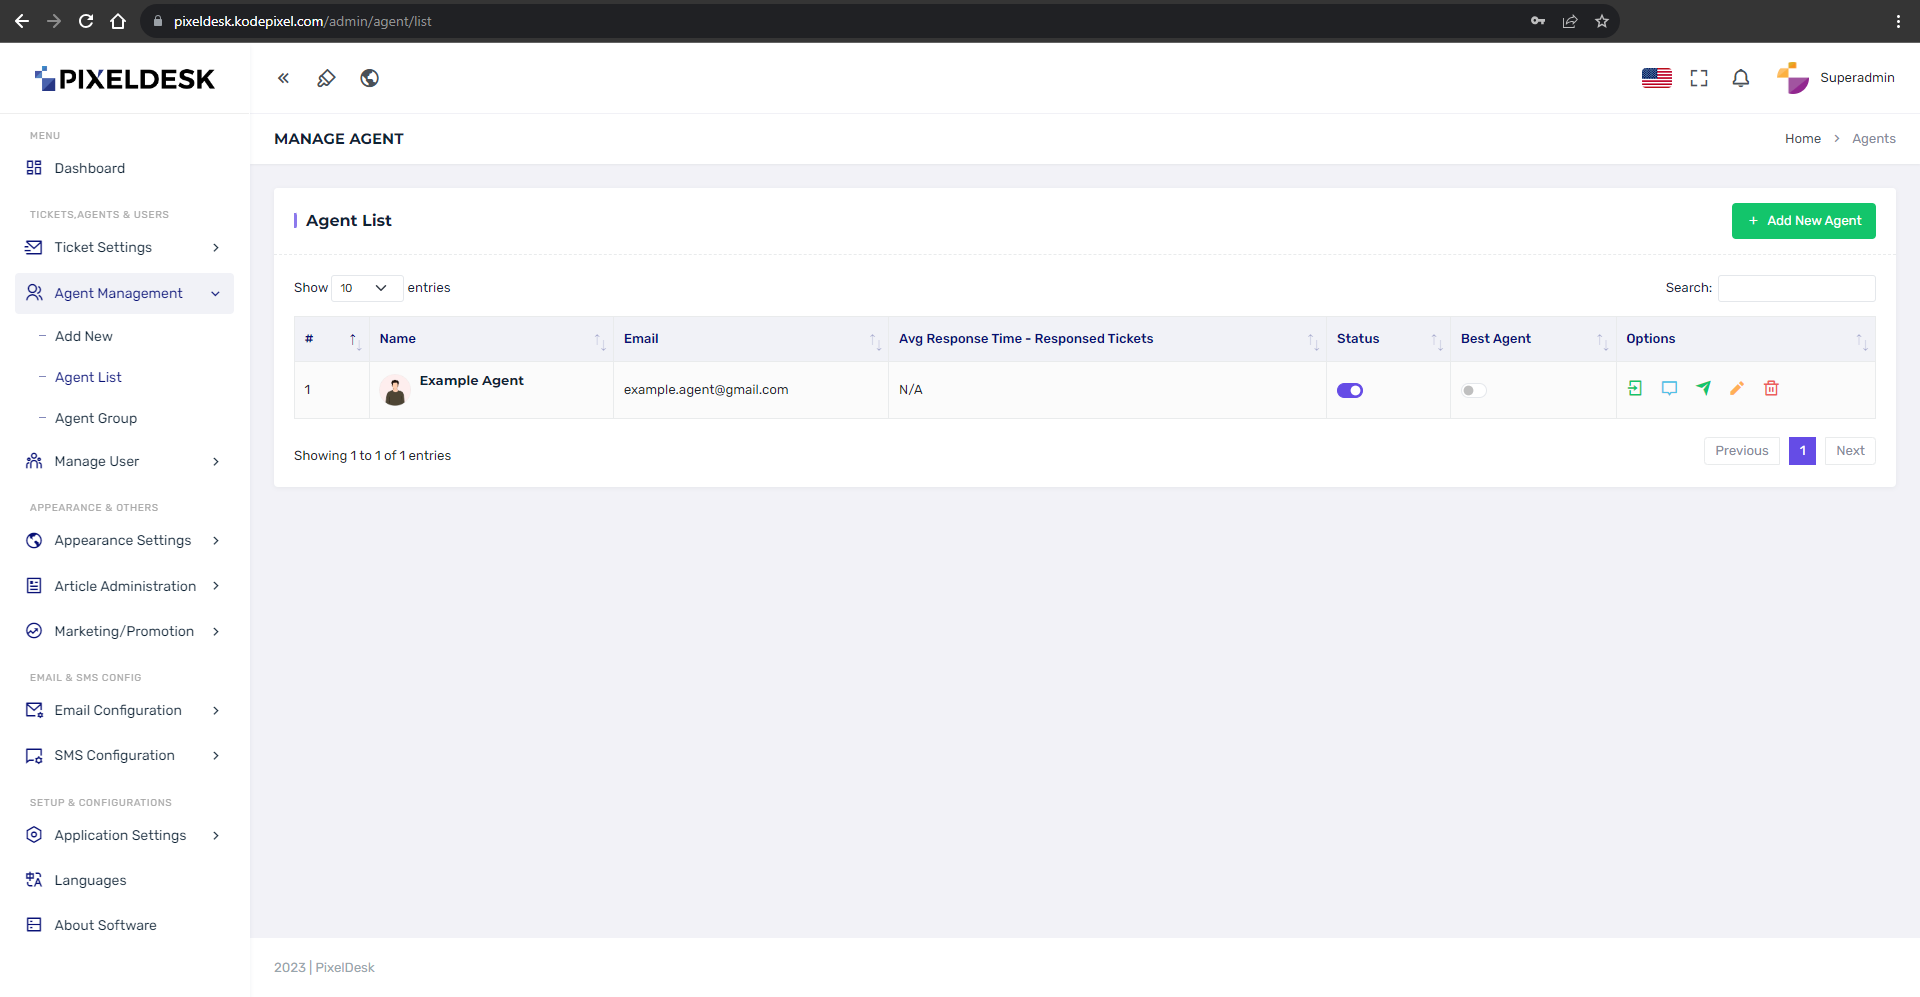 pixeldesk.kodepixel.com/admin/agent/list
PIXELDESK
Superadmin
MENU
Dashboard
TICKETS,AGENTS & USERS
Ticket Settings
Agent Management
Add New
Agent List
Agent Group
Manage User
APPEARANCE & OTHERS
Appearance Settings
Article Administration
Marketing/Promotion
EMAIL & SMS CONFIG
Email Configuration
SMS Configuration
SETUP & CONFIGURATIONS
Application Settings
Languages
About Software
MANAGE AGENT
Home > Agents
Agent List
+ Add New Agent
Show 10 entries
Search:
# Name Email Avg Response Time - Responsed Tickets Status Best Agent Options
1 Example Agent example.agent@gmail.com N/A
Showing 1 to 1 of 1 entries
Previous 1 Next
2023 | PixelDesk